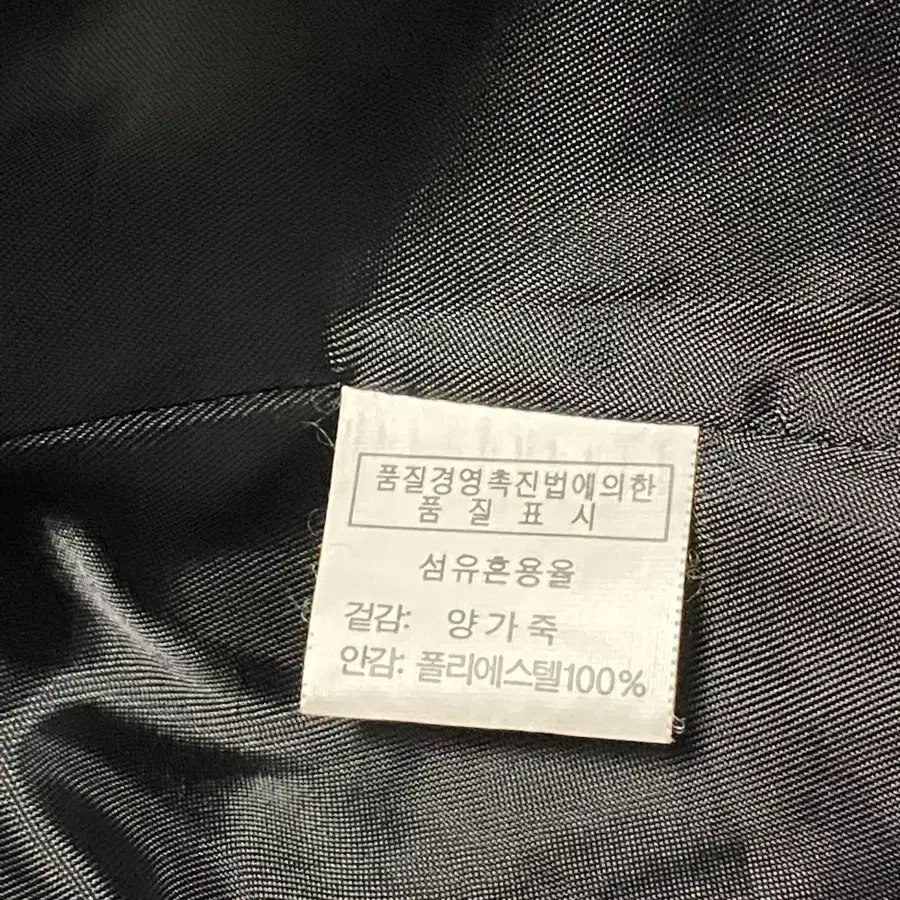 품질경영촉진법에의한
품 질 표 시
섬유혼용율
겉감: 양가죽
안감: 폴리에스텔100%